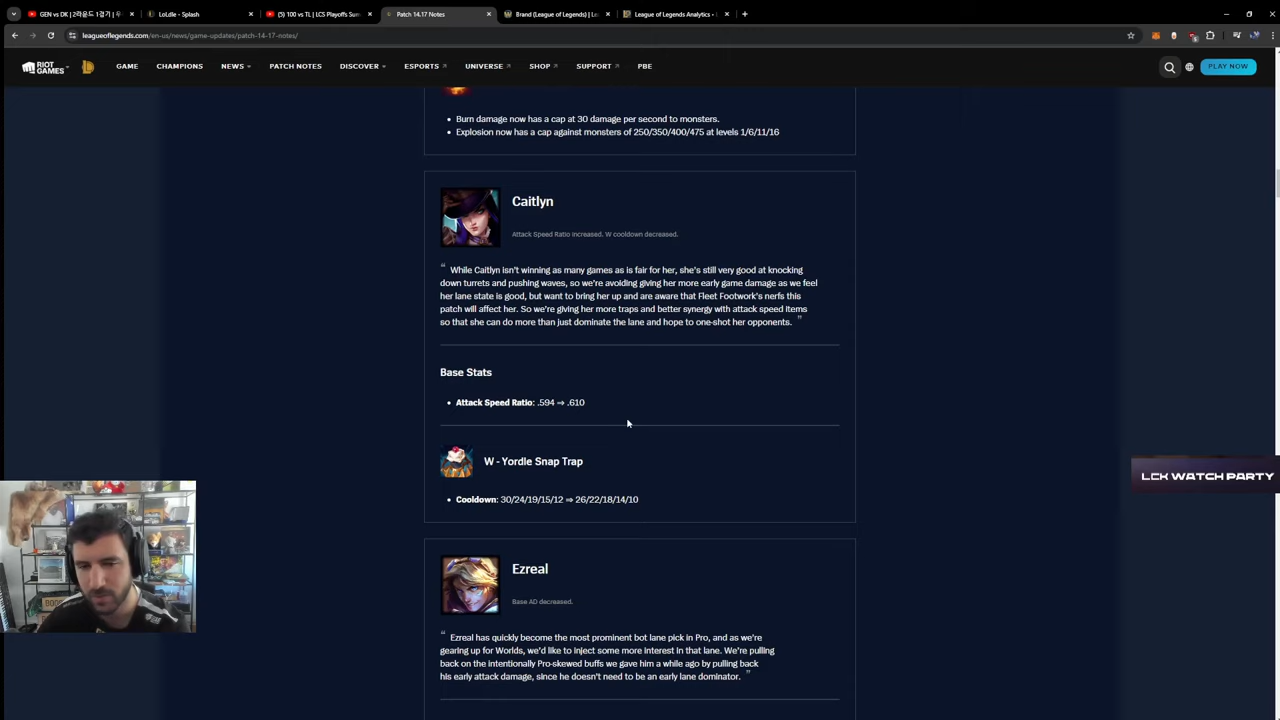 GEN vs DK | 2라운드 1경기 |
LoLdle - Splash
(5) 100 vs TL | LCS Playoffs Sum
Patch 14.17 Notes
Brand (League of Legends) | Le
League of Legends Analytics -
leagueoflegends.com/en-us/news/game-updates/patch-14-17-notes/
RIOT GAMES
GAME
CHAMPIONS
NEWS
PATCH NOTES
DISCOVER
ESPORTS
UNIVERSE
SHOP
SUPPORT
PBE
PLAY NOW
• Burn damage now has a cap at 30 damage per second to monsters.
• Explosion now has a cap against monsters of 250/350/400/475 at levels 1/6/11/16
Caitlyn
Attack Speed Ratio increased. W cooldown decreased.
“ While Caitlyn isn't winning as many games as is fair for her, she's still very good at knocking
down turrets and pushing waves, so we're avoiding giving her more early game damage as we feel
her lane state is good, but want to bring her up and are aware that Fleet Footwork's nerfs this
patch will affect her. So we're giving her more traps and better synergy with attack speed items
so that she can do more than just dominate the lane and hope to one-shot her opponents. ”
Base Stats
• Attack Speed Ratio: .594 ⇒ .610
W - Yordle Snap Trap
• Cooldown: 30/24/19/15/12 ⇒ 26/22/18/14/10
LCK WATCH PARTY
Ezreal
Base AD decreased.
“ Ezreal has quickly become the most prominent bot lane pick in Pro, and as we're
gearing up for Worlds, we'd like to inject some more interest in that lane. We're pulling
back on the intentionally Pro-skewed buffs we gave him a while ago by pulling back
his early attack damage, since he doesn't need to be an early lane dominator. ”